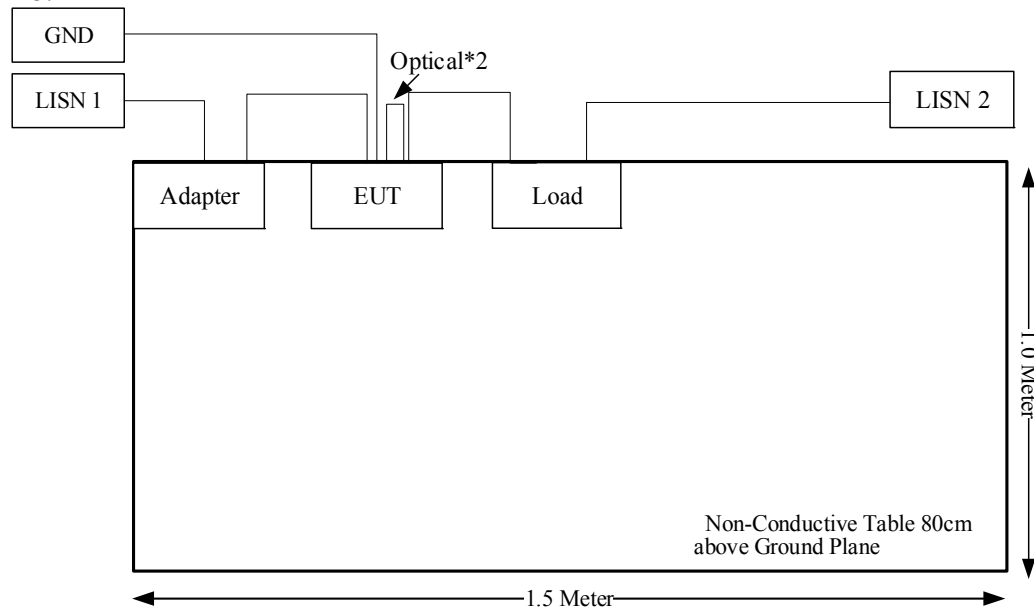 GND
Optical*2
LISN 1
LISN 2
Adapter
EUT
Load
1.0 Meter
Non-Conductive Table 80cm
above Ground Plane
1.5 Meter